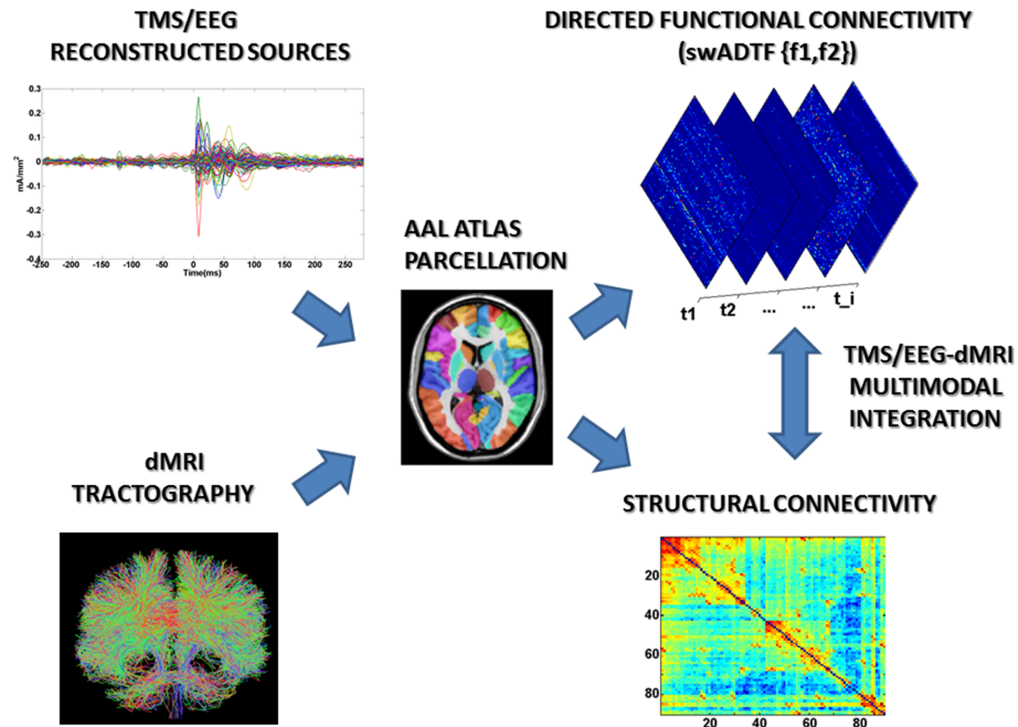 TMS/EEG
RECONSTRUCTED SOURCES
0.3
0.2
0.1
0
-0.1
-0.2
-0.3
-0.4
mA/mm²
-250 -200 -150 -100 -50 0 50 100 150 200 250
Time(ms)
DIRECTED FUNCTIONAL CONNECTIVITY
(swADTF {f1,f2})
t1 t2 ... ... t_i
AAL ATLAS
PARCELLATION
TMS/EEG-dMRI
MULTIMODAL
INTEGRATION
dMRI
TRACTOGRAPHY
STRUCTURAL CONNECTIVITY
20
40
60
80
20 40 60 80